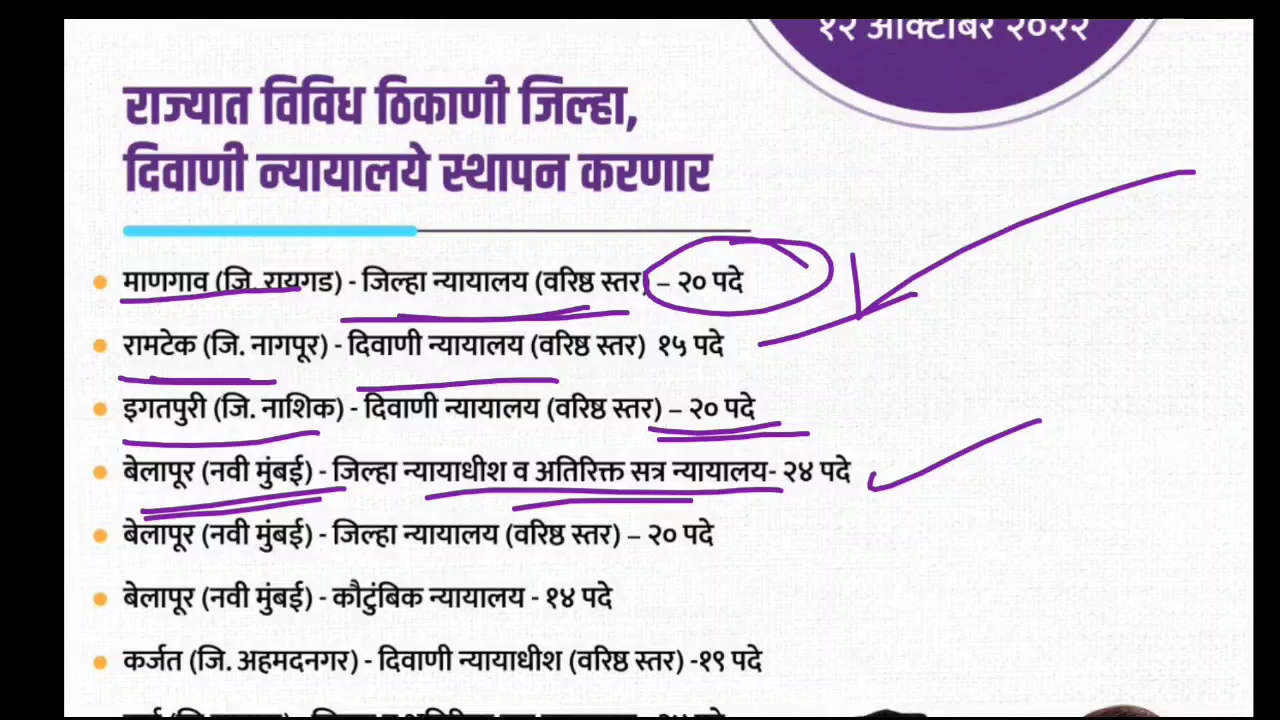 १२ ऑक्टोबर २०२२
राज्यात विविध ठिकाणी जिल्हा,
दिवाणी न्यायालये स्थापन करणार
माणगाव (जि. रायगड) - जिल्हा न्यायालय (वरिष्ठ स्तर) – २० पदे
रामटेक (जि. नागपूर) - दिवाणी न्यायालय (वरिष्ठ स्तर) १५ पदे
इगतपुरी (जि. नाशिक) - दिवाणी न्यायालय (वरिष्ठ स्तर) – २० पदे
बेलापूर (नवी मुंबई) - जिल्हा न्यायाधीश व अतिरिक्त सत्र न्यायालय- २४ पदे
बेलापूर (नवी मुंबई) - जिल्हा न्यायालय (वरिष्ठ स्तर) – २० पदे
बेलापूर (नवी मुंबई) - कौटुंबिक न्यायालय - १४ पदे
कर्जत (जि. अहमदनगर) - दिवाणी न्यायाधीश (वरिष्ठ स्तर) -१९ पदे